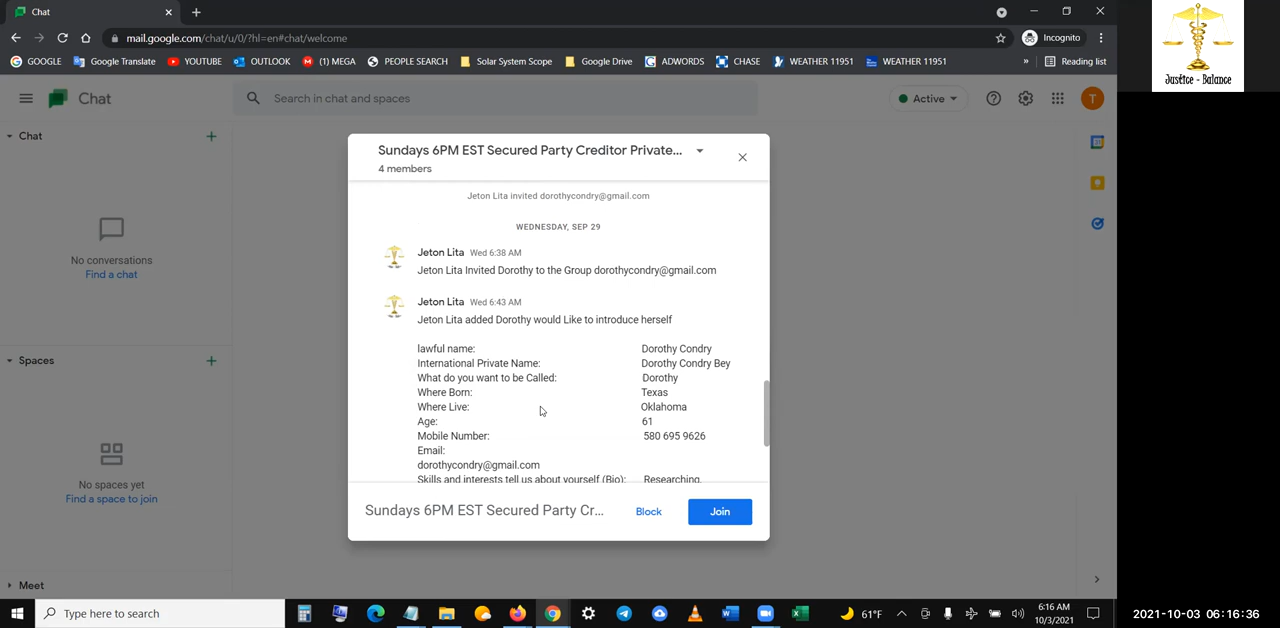 Chat
mail.google.com/chat/u/0/?hl=en#chat/welcome
Incognito
GOOGLE Google Translate YOUTUBE OUTLOOK (1) MEGA PEOPLE SEARCH Solar System Scope Google Drive ADWORDS CHASE WEATHER 11951 WEATHER 11951 » Reading list
Justice - Balance
Chat
Search in chat and spaces
Active
T
Chat
No conversations
Find a chat
Spaces
No spaces yet
Find a space to join
Meet
Sundays 6PM EST Secured Party Creditor Private...
4 members
Jeton Lita invited dorothycondry@gmail.com
WEDNESDAY, SEP 29
Jeton Lita Wed 6:38 AM
Jeton Lita Invited Dorothy to the Group dorothycondry@gmail.com
Jeton Lita Wed 6:43 AM
Jeton Lita added Dorothy would Like to introduce herself
lawful name: Dorothy Condry
International Private Name: Dorothy Condry Bey
What do you want to be Called: Dorothy
Where Born: Texas
Where Live: Oklahoma
Age: 61
Mobile Number: 580 695 9626
Email:
dorothycondry@gmail.com
Skills and interests tell us about yourself (Bio): Researching,
Sundays 6PM EST Secured Party Cr...
Block
Join
Type here to search
61°F
6:16 AM
10/3/2021
2021-10-03 06:16:36